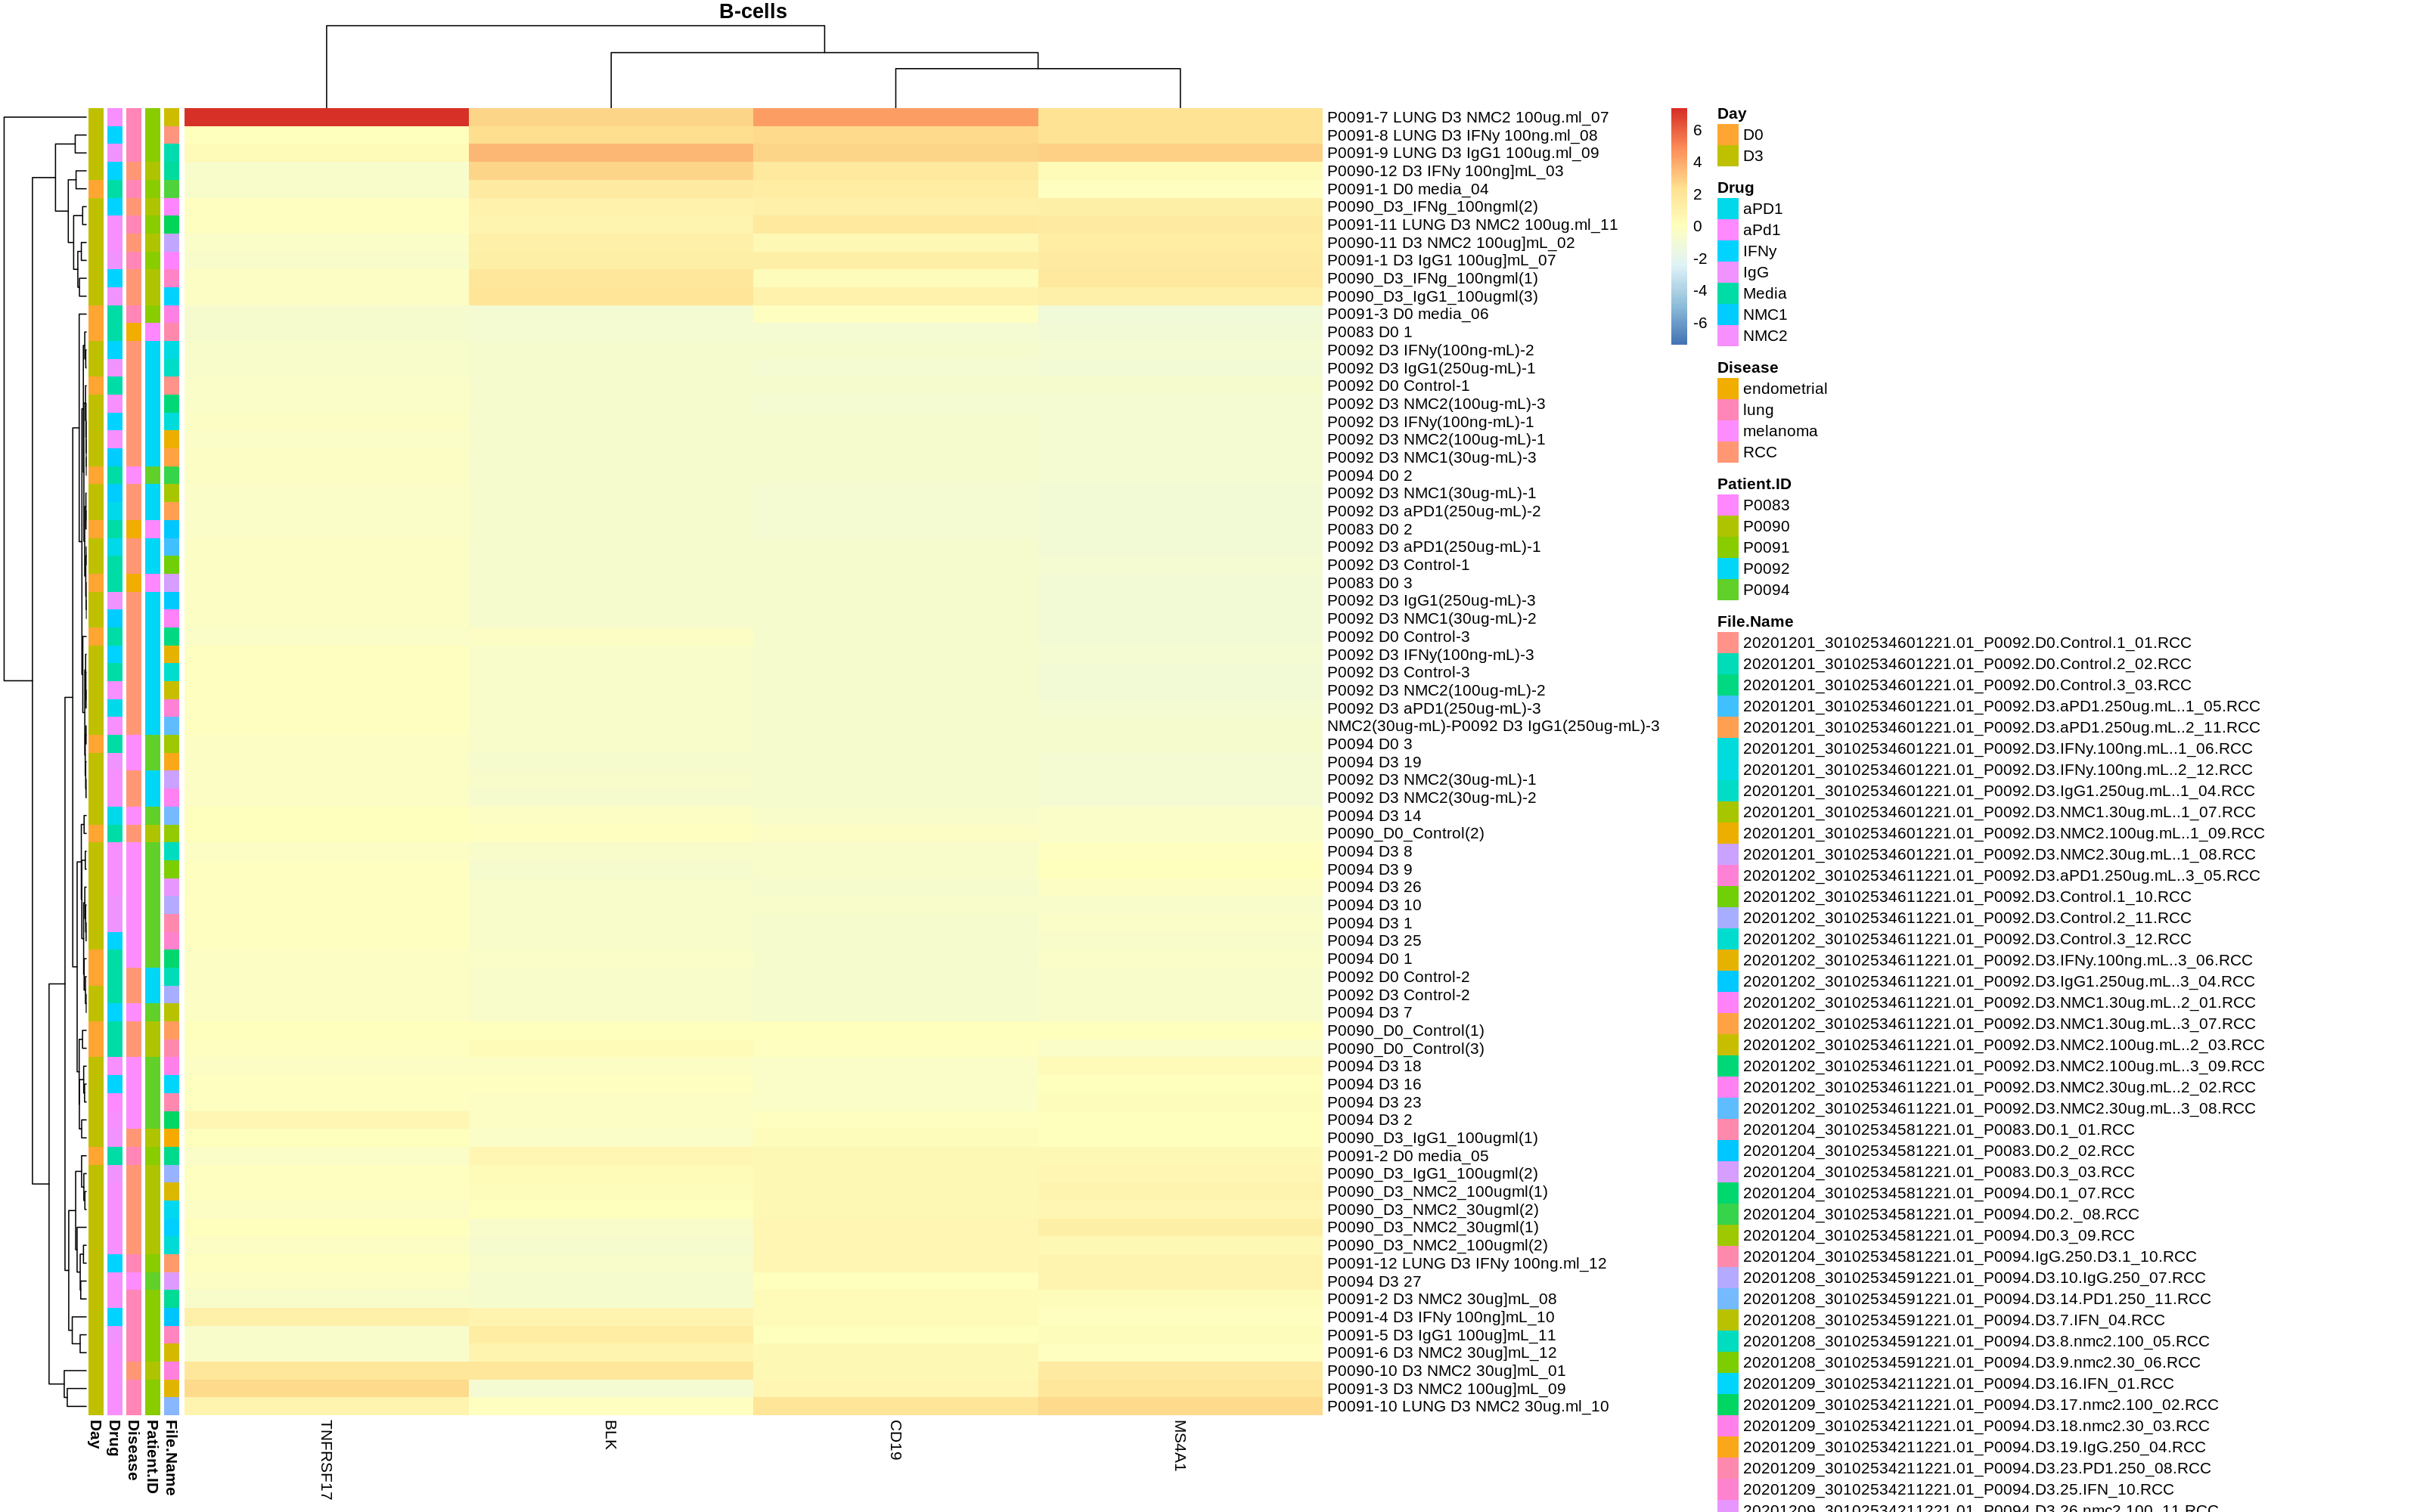 B-cells
P0091-7 LUNG D3 NMC2 100ug.ml_07
P0091-8 LUNG D3 IFNy 100ng.ml_08
P0091-9 LUNG D3 IgG1 100ug.ml_09
P0090-12 D3 IFNy 100ng]mL_03
P0091-1 D0 media_04
P0090_D3_IFNg_100ngml(2)
P0091-11 LUNG D3 NMC2 100ug.ml_11
P0090-11 D3 NMC2 100ug]mL_02
P0091-1 D3 IgG1 100ug]mL_07
P0090_D3_IFNg_100ngml(1)
P0090_D3_IgG1_100ugml(3)
P0091-3 D0 media_06
P0083 D0 1
P0092 D3 IFNy(100ng-mL)-2
P0092 D3 IgG1(250ug-mL)-1
P0092 D0 Control-1
P0092 D3 NMC2(100ug-mL)-3
P0092 D3 IFNy(100ng-mL)-1
P0092 D3 NMC2(100ug-mL)-1
P0092 D3 NMC1(30ug-mL)-3
P0094 D0 2
P0092 D3 NMC1(30ug-mL)-1
P0092 D3 aPD1(250ug-mL)-2
P0083 D0 2
P0092 D3 aPD1(250ug-mL)-1
P0092 D3 Control-1
P0083 D0 3
P0092 D3 IgG1(250ug-mL)-3
P0092 D3 NMC1(30ug-mL)-2
P0092 D0 Control-3
P0092 D3 IFNy(100ng-mL)-3
P0092 D3 Control-3
P0092 D3 NMC2(100ug-mL)-2
P0092 D3 aPD1(250ug-mL)-3
NMC2(30ug-mL)-P0092 D3 IgG1(250ug-mL)-3
P0094 D0 3
P0094 D3 19
P0092 D3 NMC2(30ug-mL)-1
P0092 D3 NMC2(30ug-mL)-2
P0094 D3 14
P0090_D0_Control(2)
P0094 D3 8
P0094 D3 9
P0094 D3 26
P0094 D3 10
P0094 D3 1
P0094 D3 25
P0094 D0 1
P0092 D0 Control-2
P0092 D3 Control-2
P0094 D3 7
P0090_D0_Control(1)
P0090_D0_Control(3)
P0094 D3 18
P0094 D3 16
P0094 D3 23
P0094 D3 2
P0090_D3_IgG1_100ugml(1)
P0091-2 D0 media_05
P0090_D3_IgG1_100ugml(2)
P0090_D3_NMC2_100ugml(1)
P0090_D3_NMC2_30ugml(2)
P0090_D3_NMC2_30ugml(1)
P0090_D3_NMC2_100ugml(2)
P0091-12 LUNG D3 IFNy 100ng.ml_12
P0094 D3 27
P0091-2 D3 NMC2 30ug]mL_08
P0091-4 D3 IFNy 100ng]mL_10
P0091-5 D3 IgG1 100ug]mL_11
P0091-6 D3 NMC2 30ug]mL_12
P0090-10 D3 NMC2 30ug]mL_01
P0091-3 D3 NMC2 100ug]mL_09
P0091-10 LUNG D3 NMC2 30ug.ml_10
Day
Drug
Disease
Patient.ID
File.Name
TNFRSF17
BLK
CD19
MS4A1
6
4
2
0
-2
-4
-6
Day
D0
D3
Drug
aPD1
aPd1
IFNy
IgG
Media
NMC1
NMC2
Disease
endometrial
lung
melanoma
RCC
Patient.ID
P0083
P0090
P0091
P0092
P0094
File.Name
20201201_30102534601221.01_P0092.D0.Control.1_01.RCC
20201201_30102534601221.01_P0092.D0.Control.2_02.RCC
20201201_30102534601221.01_P0092.D0.Control.3_03.RCC
20201201_30102534601221.01_P0092.D3.aPD1.250ug.mL..1_05.RCC
20201201_30102534601221.01_P0092.D3.aPD1.250ug.mL..2_11.RCC
20201201_30102534601221.01_P0092.D3.IFNy.100ng.mL..1_06.RCC
20201201_30102534601221.01_P0092.D3.IFNy.100ng.mL..2_12.RCC
20201201_30102534601221.01_P0092.D3.IgG1.250ug.mL..1_04.RCC
20201201_30102534601221.01_P0092.D3.NMC1.30ug.mL..1_07.RCC
20201201_30102534601221.01_P0092.D3.NMC2.100ug.mL..1_09.RCC
20201201_30102534601221.01_P0092.D3.NMC2.30ug.mL..1_08.RCC
20201202_30102534611221.01_P0092.D3.aPD1.250ug.mL..3_05.RCC
20201202_30102534611221.01_P0092.D3.Control.1_10.RCC
20201202_30102534611221.01_P0092.D3.Control.2_11.RCC
20201202_30102534611221.01_P0092.D3.Control.3_12.RCC
20201202_30102534611221.01_P0092.D3.IFNy.100ng.mL..3_06.RCC
20201202_30102534611221.01_P0092.D3.IgG1.250ug.mL..3_04.RCC
20201202_30102534611221.01_P0092.D3.NMC1.30ug.mL..2_01.RCC
20201202_30102534611221.01_P0092.D3.NMC1.30ug.mL..3_07.RCC
20201202_30102534611221.01_P0092.D3.NMC2.100ug.mL..2_03.RCC
20201202_30102534611221.01_P0092.D3.NMC2.100ug.mL..3_09.RCC
20201202_30102534611221.01_P0092.D3.NMC2.30ug.mL..2_02.RCC
20201202_30102534611221.01_P0092.D3.NMC2.30ug.mL..3_08.RCC
20201204_30102534581221.01_P0083.D0.1_01.RCC
20201204_30102534581221.01_P0083.D0.2_02.RCC
20201204_30102534581221.01_P0083.D0.3_03.RCC
20201204_30102534581221.01_P0094.D0.1_07.RCC
20201204_30102534581221.01_P0094.D0.2._08.RCC
20201204_30102534581221.01_P0094.D0.3_09.RCC
20201204_30102534581221.01_P0094.IgG.250.D3.1_10.RCC
20201208_30102534591221.01_P0094.D3.10.IgG.250_07.RCC
20201208_30102534591221.01_P0094.D3.14.PD1.250_11.RCC
20201208_30102534591221.01_P0094.D3.7.IFN_04.RCC
20201208_30102534591221.01_P0094.D3.8.nmc2.100_05.RCC
20201208_30102534591221.01_P0094.D3.9.nmc2.30_06.RCC
20201209_30102534211221.01_P0094.D3.16.IFN_01.RCC
20201209_30102534211221.01_P0094.D3.17.nmc2.100_02.RCC
20201209_30102534211221.01_P0094.D3.18.nmc2.30_03.RCC
20201209_30102534211221.01_P0094.D3.19.IgG.250_04.RCC
20201209_30102534211221.01_P0094.D3.23.PD1.250_08.RCC
20201209_30102534211221.01_P0094.D3.25.IFN_10.RCC
20201209_30102534211221.01_P0094.D3.26.nmc2.100_11.RCC